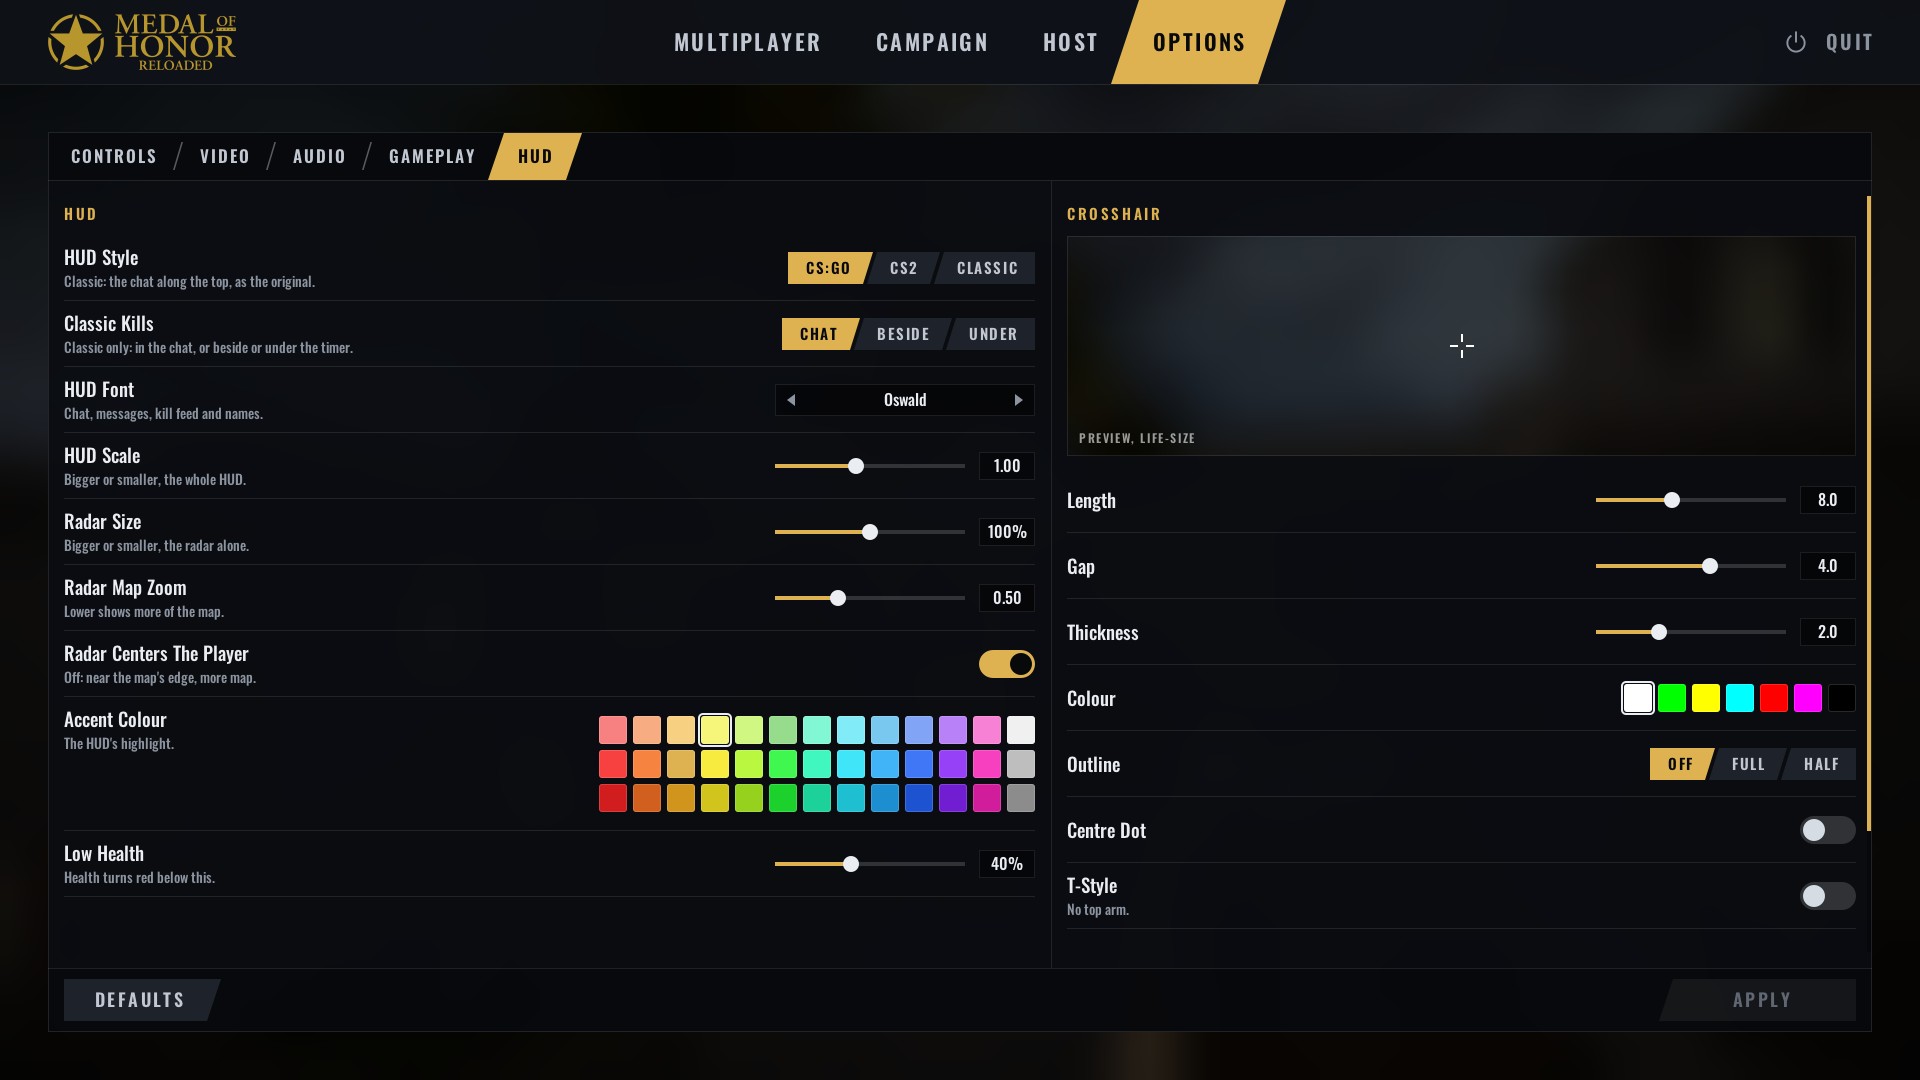 MEDAL OF
HONOR
RELOADED
MULTIPLAYER
CAMPAIGN
HOST
OPTIONS
QUIT
CONTROLS
VIDEO
AUDIO
GAMEPLAY
HUD
HUD
HUD Style
Classic: the chat along the top, as the original.
CS:GO
CS2
CLASSIC
Classic Kills
Classic only: in the chat, or beside or under the timer.
CHAT
BESIDE
UNDER
HUD Font
Chat, messages, kill feed and names.
Oswald
HUD Scale
Bigger or smaller, the whole HUD.
1.00
Radar Size
Bigger or smaller, the radar alone.
100%
Radar Map Zoom
Lower shows more of the map.
0.50
Radar Centers The Player
Off: near the map's edge, more map.
Accent Colour
The HUD's highlight.
Low Health
Health turns red below this.
40%
CROSSHAIR
PREVIEW, LIFE-SIZE
Length
8.0
Gap
4.0
Thickness
2.0
Colour
Outline
OFF
FULL
HALF
Centre Dot
T-Style
No top arm.
DEFAULTS
APPLY